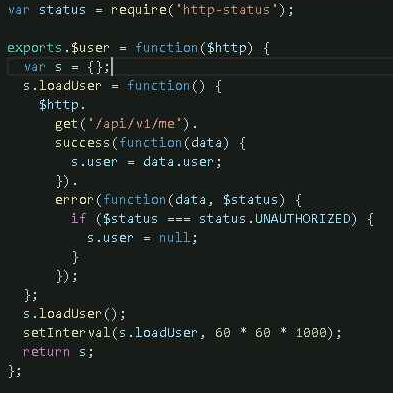 var status = require('http-status');
exports.$user = function($http) {
  var s = {};
  s.loadUser = function() {
    $http.
      get('/api/v1/me').
      success(function(data) {
        s.user = data.user;
      }).
      error(function(data, $status) {
        if ($status === status.UNAUTHORIZED) {
          s.user = null;
        }
      });
  };
  s.loadUser();
  setInterval(s.loadUser, 60 * 60 * 1000);
  return s;
};